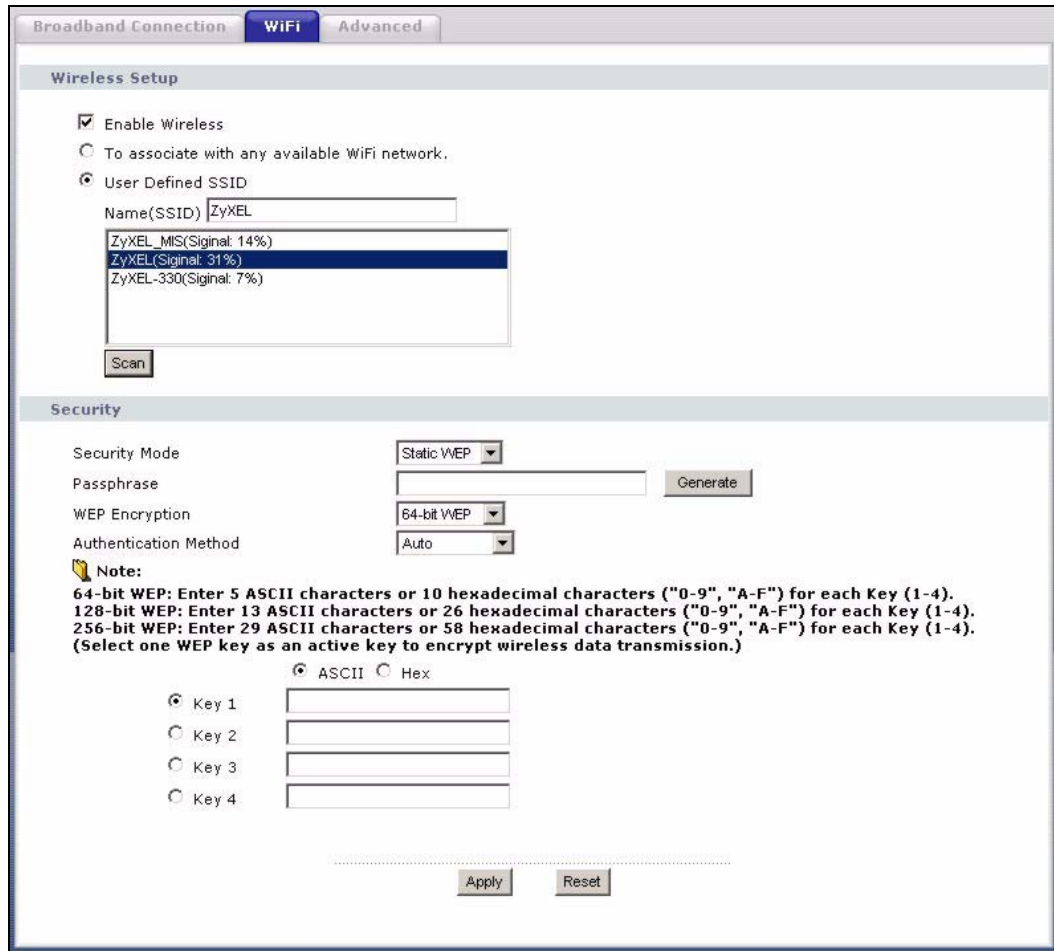 Broadband Connection WiFi Advanced
Wireless Setup
Enable Wireless
To associate with any available WiFi network.
User Defined SSID
Name(SSID) ZyXEL
ZyXEL_MIS(Siginal: 14%)
ZyXEL(Siginal: 31%)
ZyXEL-330(Siginal: 7%)
Scan
Security
Security Mode Static WEP
Passphrase Generate
WEP Encryption 64-bit WEP
Authentication Method Auto
Note:
64-bit WEP: Enter 5 ASCII characters or 10 hexadecimal characters ("0-9", "A-F") for each Key (1-4).
128-bit WEP: Enter 13 ASCII characters or 26 hexadecimal characters ("0-9", "A-F") for each Key (1-4).
256-bit WEP: Enter 29 ASCII characters or 58 hexadecimal characters ("0-9", "A-F") for each Key (1-4).
(Select one WEP key as an active key to encrypt wireless data transmission.)
ASCII Hex
Key 1
Key 2
Key 3
Key 4
Apply Reset